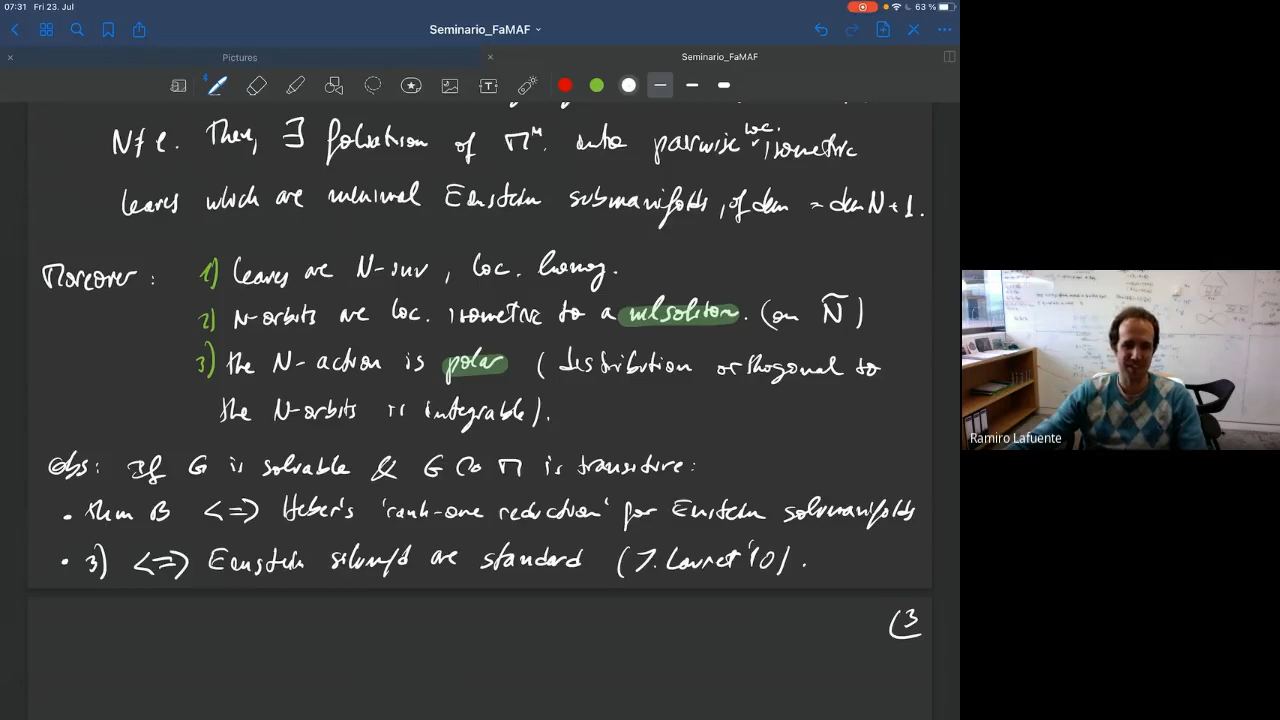 07:31 Fri 23. Jul
63 %
Seminario_FaMAF
Pictures
Seminario_FaMAF
N≠e. Then, ∃ foliation of M^n into pairwise loc. isometric
leaves which are minimal Einstein submanifolds, of dim = dim N + 1.
Moreover: 1) leaves are N-inv, loc. homog.
2) N-orbits are loc. isometric to a nilsoliton. (on Ñ)
3) the N-action is polar (distribution orthogonal to
the N-orbits is integrable).
Obs: If G is solvable & G ↷ M is transitive:
• thm B <=> Heber's 'rank-one reduction' for Einstein solvmanifolds
• 3) <=> Einstein solvmfd are standard (J. Lauret '10).
(3
Ramiro Lafuente